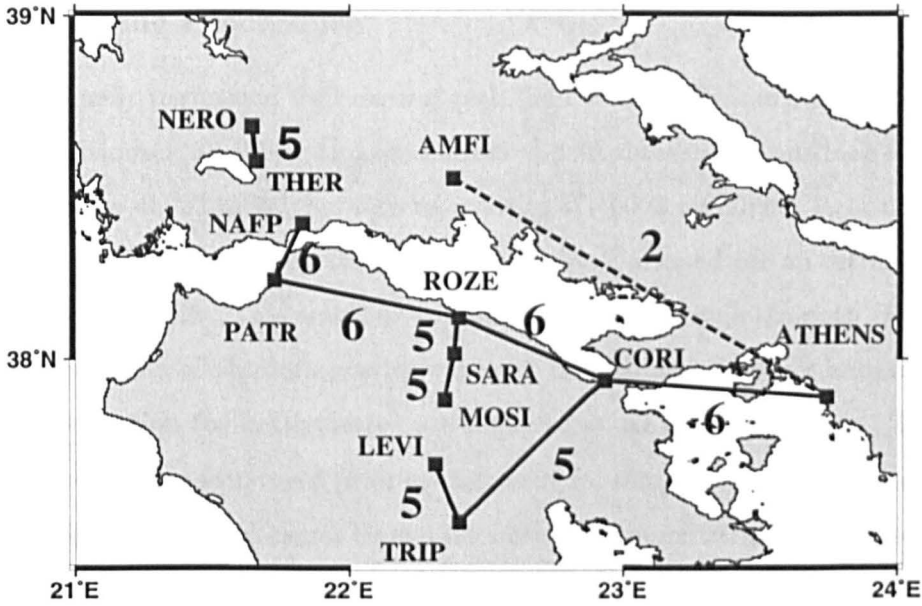 39°N
NERO
5
THER
AMFI
NAFP
6
2
ROZE
PATR
6
5
6
ATHENS
38°N
CORI
SARA
5
MOSI
6
LEVI
5
5
TRIP
21°E
22°E
23°E
24°E